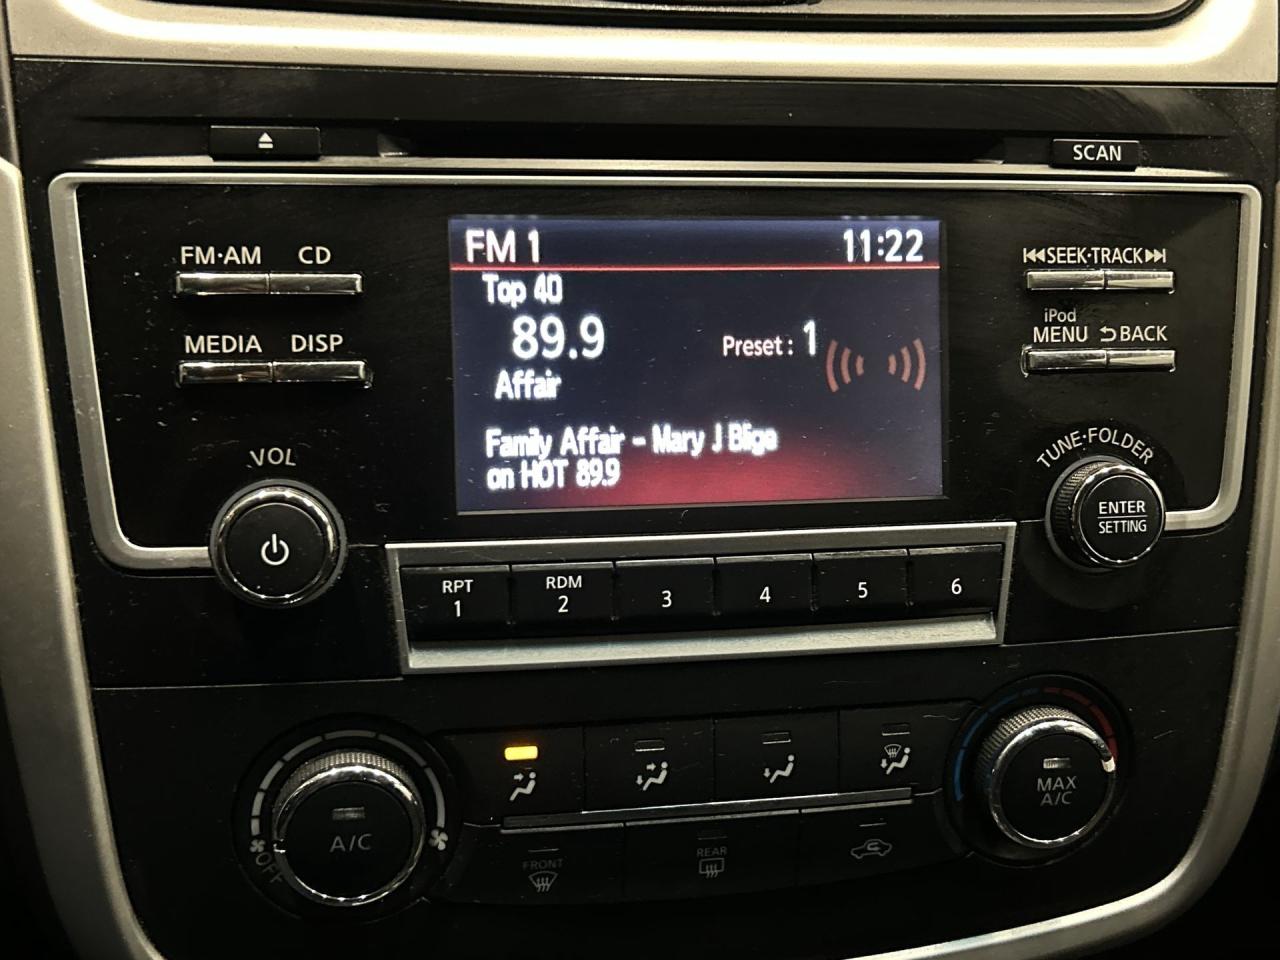 SCAN
FM·AM CD
MEDIA DISP
VOL
FM 1 11:22
Top 40
89.9
Preset: 1
Affair
Family Affair - Mary J Blige
on HOT 89.9
SEEK·TRACK
iPod
MENU BACK
TUNE·FOLDER
ENTER
SETTING
RPT
1
RDM
2
3
4
5
6
A/C
OFF
MAX
A/C
FRONT
REAR